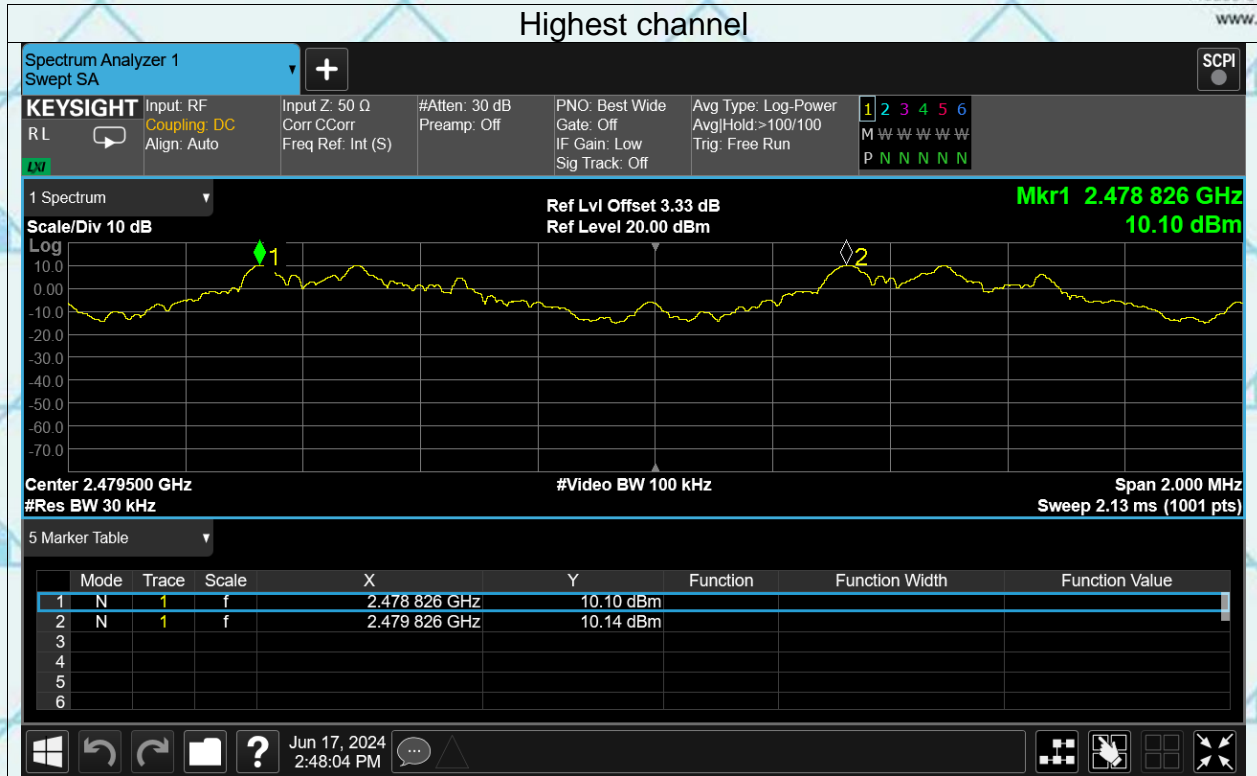 www.
Highest channel
Spectrum Analyzer 1
Swept SA
+
SCPI
KEYSIGHT Input: RF Input Z: 50 Ω #Atten: 30 dB PNO: Best Wide Avg Type: Log-Power 1 2 3 4 5 6
RL Coupling: DC Corr CCorr Preamp: Off Gate: Off Avg|Hold:>100/100 M W W W W W
Align: Auto Freq Ref: Int (S) IF Gain: Low Trig: Free Run P N N N N N
LXI Sig Track: Off
1 Spectrum Mkr1 2.478 826 GHz
Ref Lvl Offset 3.33 dB
Scale/Div 10 dB Ref Level 20.00 dBm 10.10 dBm
Log
1 2
10.0
0.00
-10.0
-20.0
-30.0
-40.0
-50.0
-60.0
-70.0
Center 2.479500 GHz #Video BW 100 kHz Span 2.000 MHz
#Res BW 30 kHz Sweep 2.13 ms (1001 pts)
5 Marker Table
Mode Trace Scale X Y Function Function Width Function Value
1 N 1 f 2.478 826 GHz 10.10 dBm
2 N 1 f 2.479 826 GHz 10.14 dBm
3
4
5
6
? Jun 17, 2024
2:48:04 PM